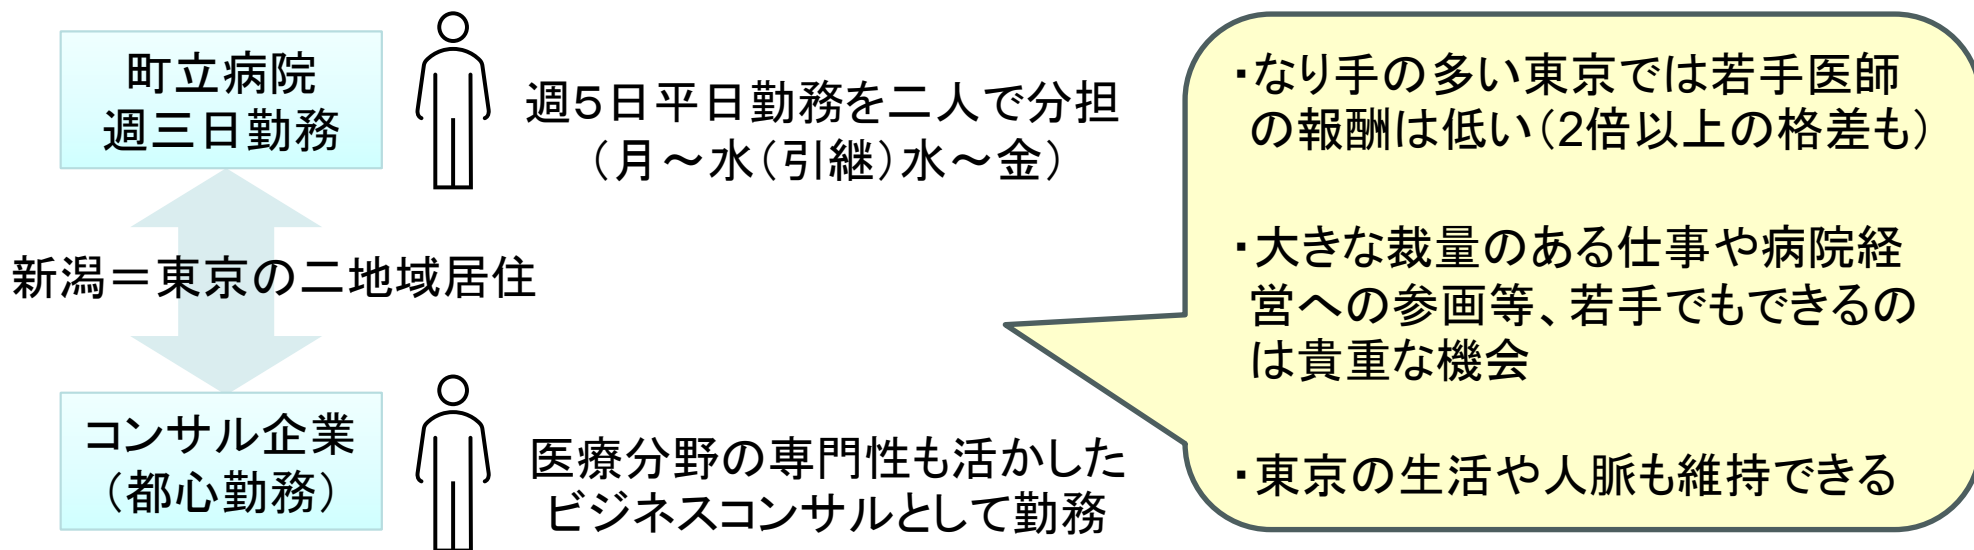 町立病院
週三日勤務
週5日平日勤務を二人で分担
（月～水（引継）水～金）
新潟＝東京の二地域居住
コンサル企業
（都心勤務）
医療分野の専門性も活かした
ビジネスコンサルとして勤務
・なり手の多い東京では若手医師
の報酬は低い（2倍以上の格差も）
・大きな裁量のある仕事や病院経
営への参画等、若手でもできるの
は貴重な機会
・東京の生活や人脈も維持できる